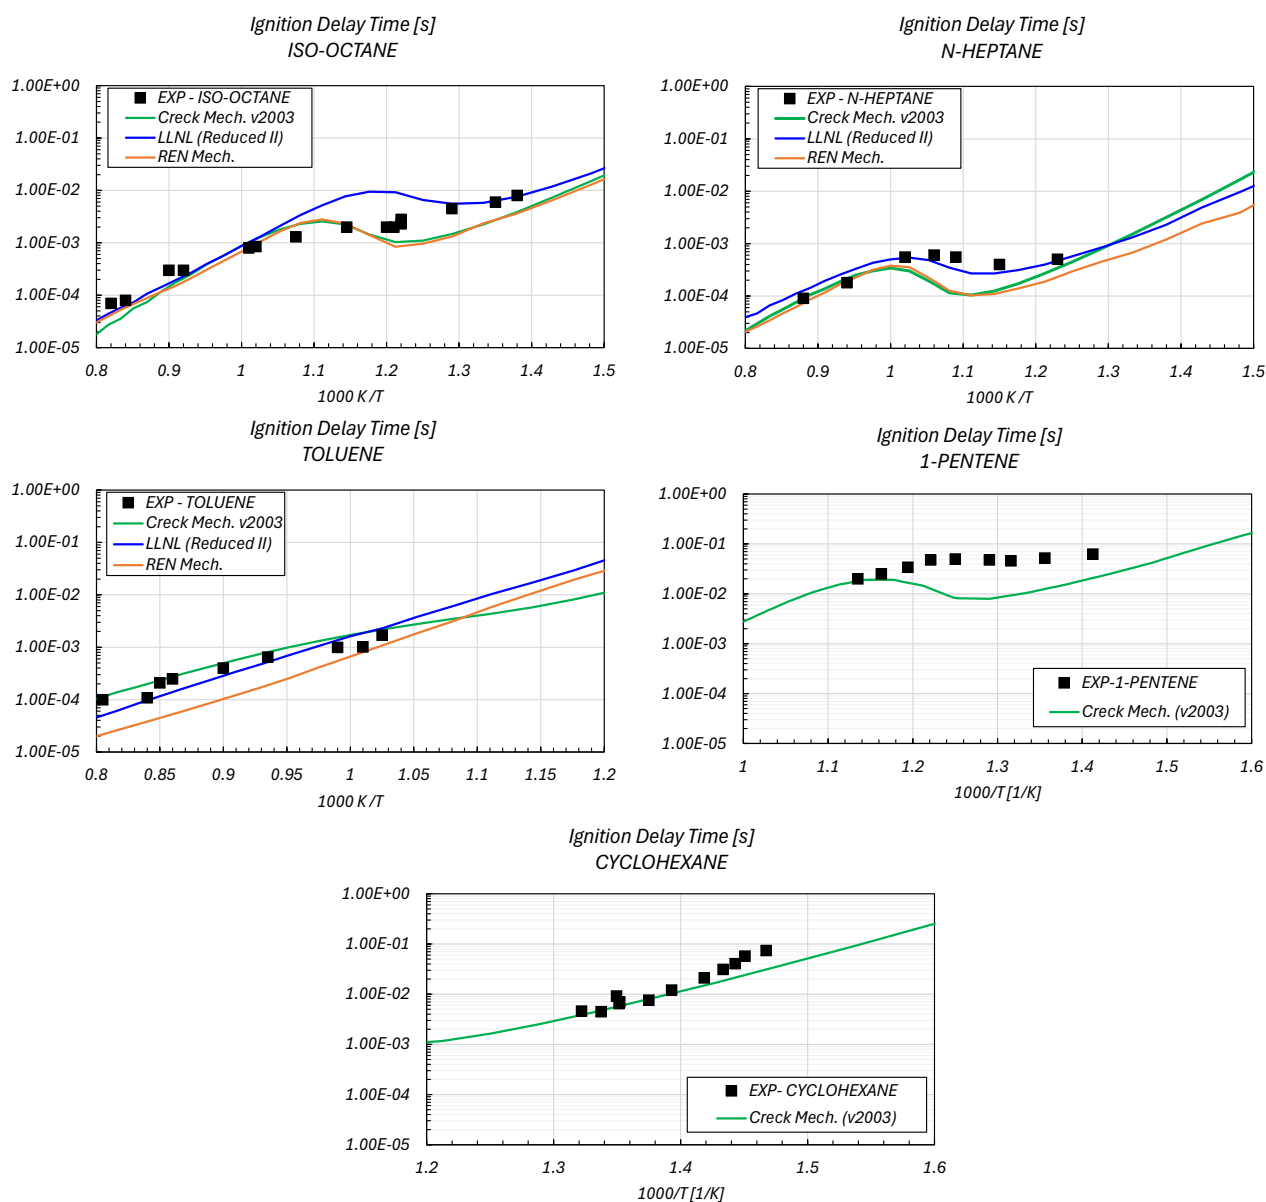 Ignition Delay Time [s]
ISO-OCTANE
1.00E+00
1.00E-01
1.00E-02
1.00E-03
1.00E-04
1.00E-05
EXP - ISO-OCTANE
Creck Mech. v2003
LLNL (Reduced II)
REN Mech.
0.8 0.9 1 1.1 1.2 1.3 1.4 1.5
1000 K /T
Ignition Delay Time [s]
N-HEPTANE
1.00E+00
1.00E-01
1.00E-02
1.00E-03
1.00E-04
1.00E-05
EXP - N-HEPTANE
Creck Mech. v2003
LLNL (Reduced II)
REN Mech.
0.8 0.9 1 1.1 1.2 1.3 1.4 1.5
1000 K /T
Ignition Delay Time [s]
TOLUENE
1.00E+00
1.00E-01
1.00E-02
1.00E-03
1.00E-04
1.00E-05
EXP - TOLUENE
Creck Mech. v2003
LLNL (Reduced II)
REN Mech.
0.8 0.85 0.9 0.95 1 1.05 1.1 1.15 1.2
1000 K /T
Ignition Delay Time [s]
1-PENTENE
1.00E+00
1.00E-01
1.00E-02
1.00E-03
1.00E-04
1.00E-05
EXP-1-PENTENE
Creck Mech. (v2003)
1 1.1 1.2 1.3 1.4 1.5 1.6
1000/T [1/K]
Ignition Delay Time [s]
CYCLOHEXANE
1.00E+00
1.00E-01
1.00E-02
1.00E-03
1.00E-04
1.00E-05
EXP- CYCLOHEXANE
Creck Mech. (v2003)
1.2 1.3 1.4 1.5 1.6
1000/T [1/K]